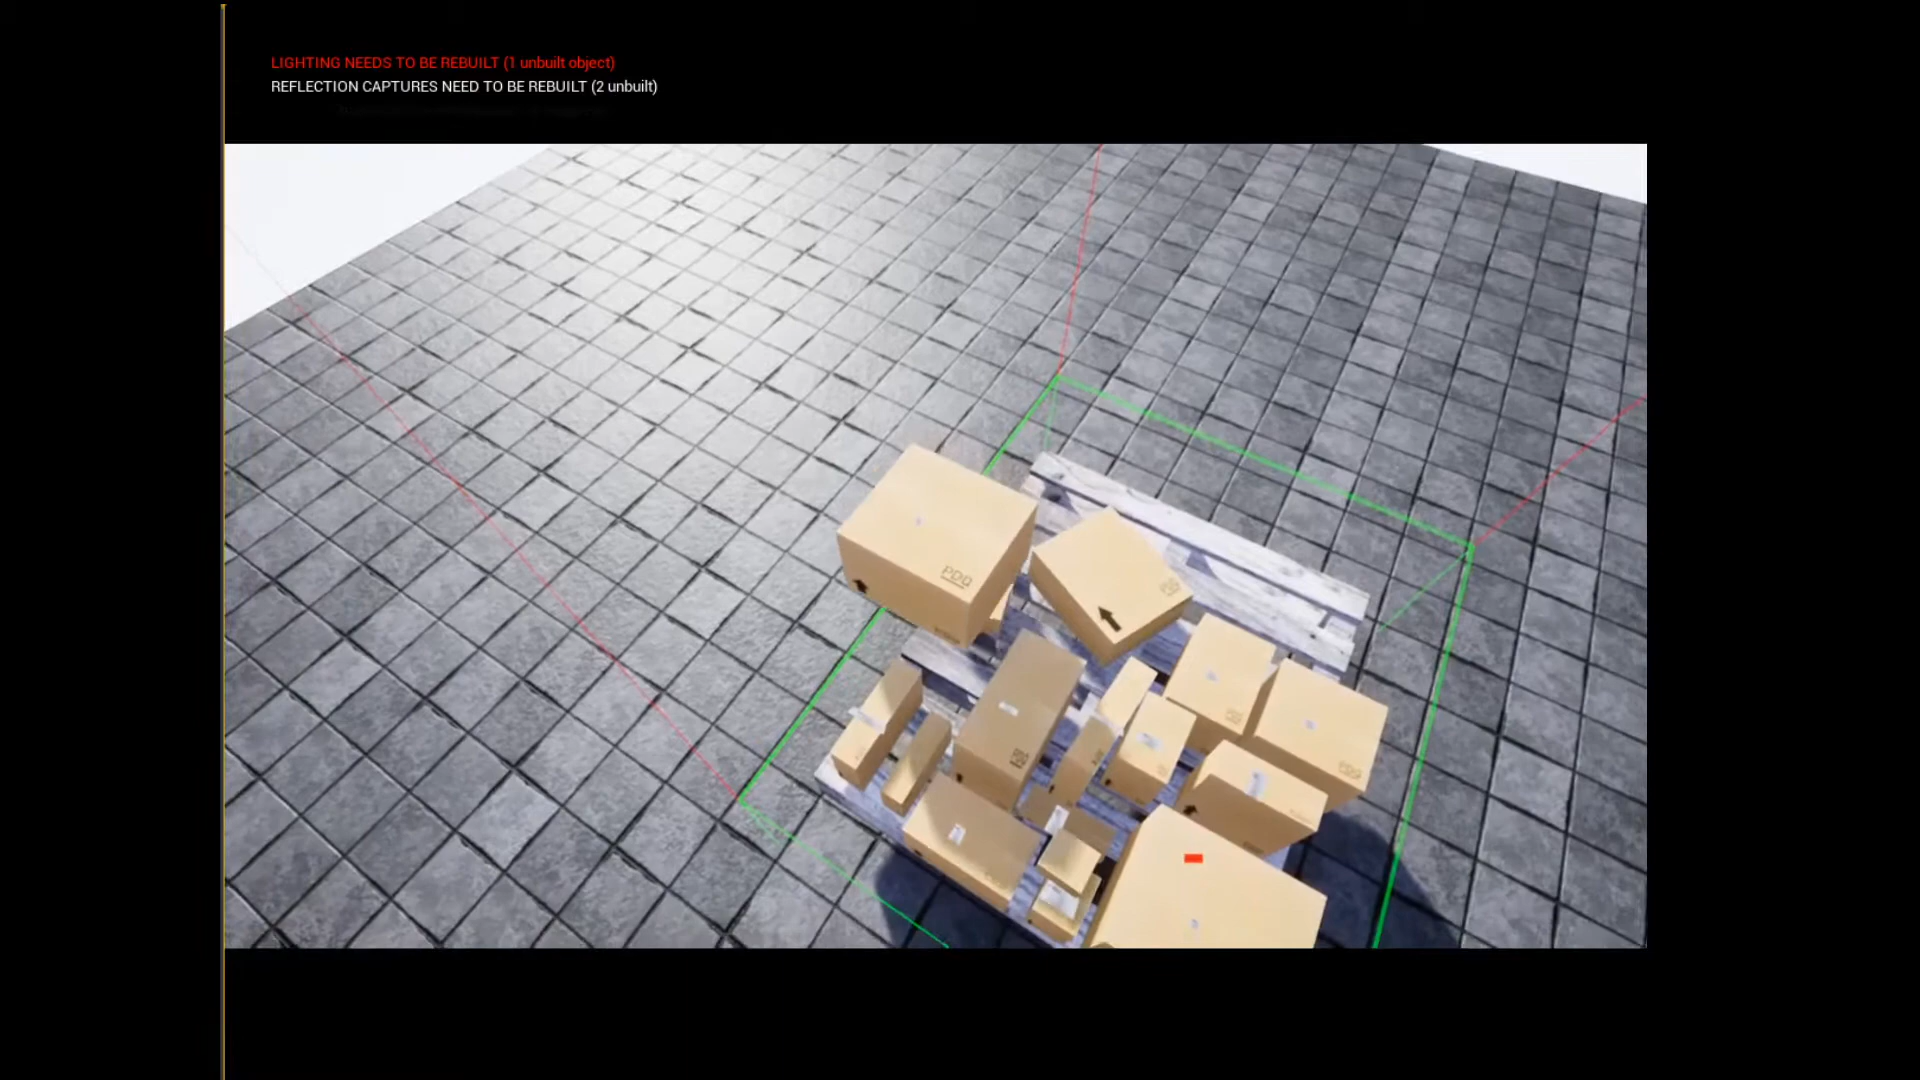 LIGHTING NEEDS TO BE REBUILT (1 unbuilt object)
REFLECTION CAPTURES NEED TO BE REBUILT (2 unbuilt)
PDQ